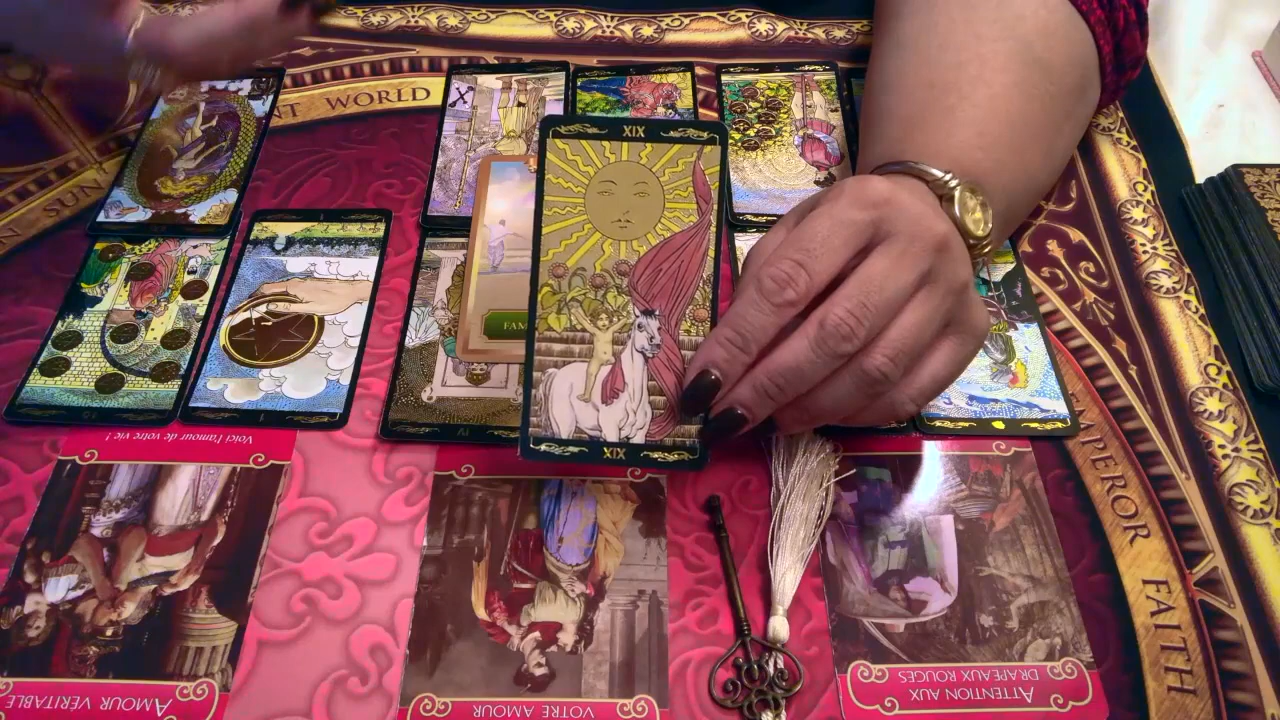 WORLD
SUN
X
XIX
FAM
XIX
VI
Voici l'amour de votre vie !
EMPEROR
FAITH
AMOUR VÉRITABLE
VOTRE AMOUR
ATTENTION AUX
DRAPEAUX ROUGES